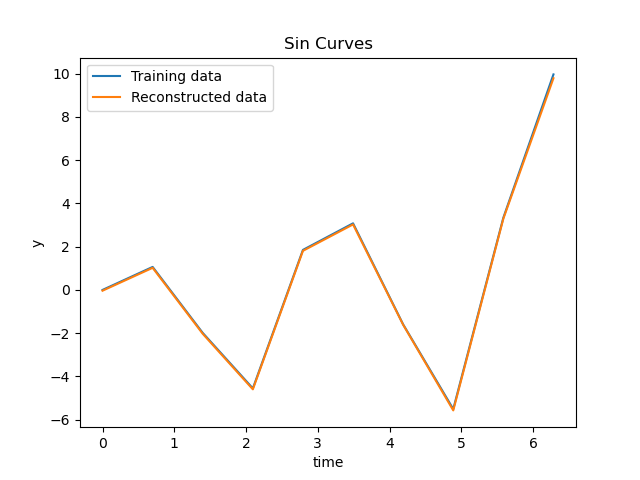 Sin Curves
Training data
Reconstructed data
10
8
6
4
2
0
−2
−4
−6
y
0 1 2 3 4 5 6
time